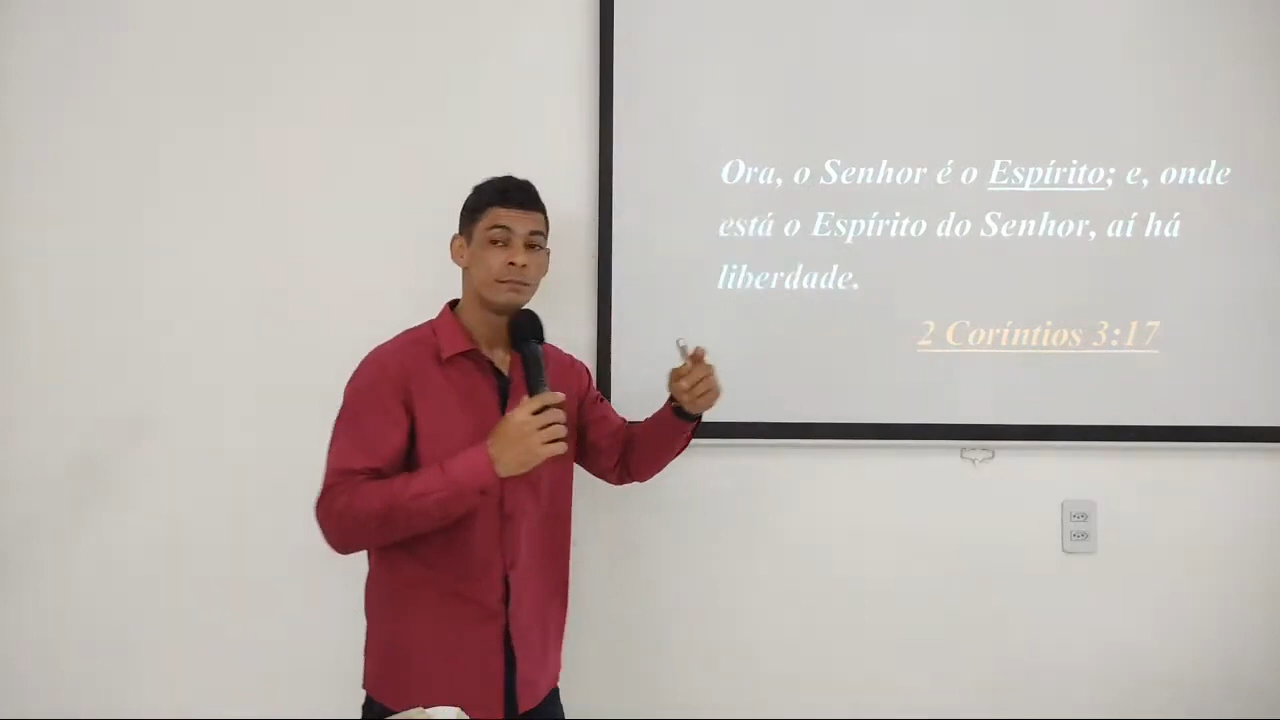 Ora, o Senhor é o Espírito; e, onde
está o Espírito do Senhor, aí há
liberdade.
2 Coríntios 3:17